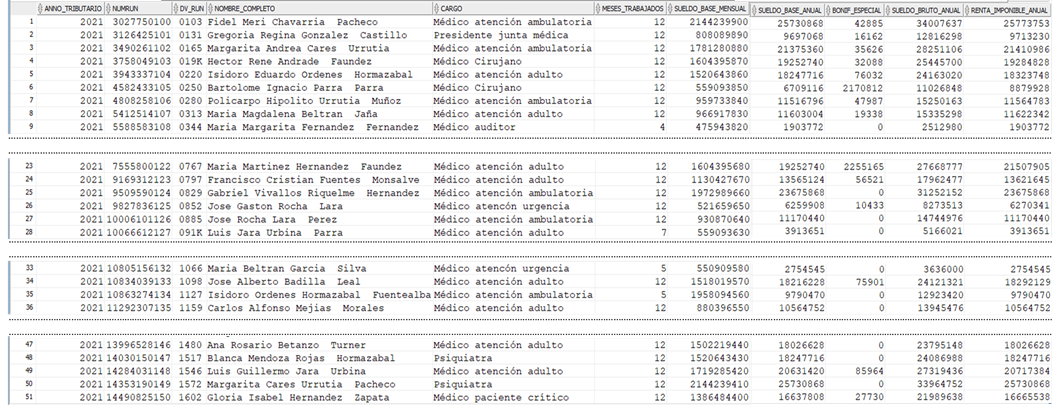 ANNO_TRIBUTARIO NUMRUN DV_RUN NOMBRE_COMPLETO CARGO MESES_TRABAJADOS SUELDO_BASE_MENSUAL SUELDO_BASE_ANUAL BONIF_ESPECIAL SUELDO_BRUTO_ANUAL RENTA_IMPONIBLE_ANUAL
1 2021 3027750100 0103 Fidel Meri Chavarria Pacheco Médico atención ambulatoria 12 2144239900 25730868 42885 34007637 25773753
2 2021 3126425101 0131 Gregoria Regina Gonzalez Castillo Presidente junta médica 12 808089890 9697068 16162 12816298 9713230
3 2021 3490261102 0165 Margarita Andrea Cares Urrutia Médico atención ambulatoria 12 1781280880 21375360 35626 28251106 21410986
4 2021 3758049103 019K Hector Rene Andrade Faundez Médico Cirujano 12 1604395870 19252740 32088 25445700 19284828
5 2021 3943337104 0220 Isidoro Eduardo Ordenes Hormazabal Médico atención adulto 12 1520643860 18247716 76032 24163020 18323748
6 2021 4582433105 0250 Bartolome Ignacio Parra Parra Médico Cirujano 12 559093850 6709116 2170812 11026848 8879928
7 2021 4808258106 0280 Policarpo Hipolito Urrutia Muñoz Médico atención ambulatoria 12 959733840 11516796 47987 15250163 11564783
8 2021 5412514107 0313 Maria Magdalena Beltran Jaña Médico atención adulto 12 966917830 11603004 19338 15335298 11622342
9 2021 5588583108 0344 Maria Margarita Fernandez Fernandez Médico auditor 4 475943820 1903772 0 2512980 1903772
23 2021 7555800122 0767 Maria Martinez Hernandez Faundez Médico atención adulto 12 1604395680 19252740 2255165 27668777 21507905
24 2021 9169312123 0797 Francisco Cristian Fuentes Monsalve Médico atención adulto 12 1130427670 13565124 56521 17962477 13621645
25 2021 9509590124 0829 Gabriel Vivallos Riquelme Hernandez Médico atención ambulatoria 12 1972989660 23675868 0 31252152 23675868
26 2021 9827836125 0852 Jose Gaston Rocha Lara Médico atencón urgencia 12 521659650 6259908 10433 8273513 6270341
27 2021 10006101126 0885 Jose Rocha Lara Perez Médico atención ambulatoria 12 930870640 11170440 0 14744976 11170440
28 2021 10066612127 091K Luis Jara Urbina Parra Médico atención adulto 7 559093630 3913651 0 5166021 3913651
33 2021 10805156132 1066 Maria Beltran Garcia Silva Médico atencón urgencia 5 550909580 2754545 0 3636000 2754545
34 2021 10834039133 1098 Jose Alberto Badilla Leal Médico atención adulto 12 1518019570 18216228 75901 24121321 18292129
35 2021 10863274134 1127 Isidoro Ordenes Hormazabal Fuentealba Médico atención ambulatoria 5 1958094560 9790470 0 12923420 9790470
36 2021 11292307135 1159 Carlos Alfonso Mejias Morales Médico atención adulto 12 880396550 10564752 0 13945476 10564752
47 2021 13996528146 1480 Ana Rosario Betanzo Turner Médico atención adulto 12 1502219440 18026628 0 23795148 18026628
48 2021 14030150147 1517 Blanca Mendoza Rojas Hormazabal Psiquiatra 12 1520643430 18247716 0 24086988 18247716
49 2021 14284031148 1546 Luis Guillermo Jara Urbina Médico atención adulto 12 1719285420 20631420 85964 27319436 20717384
50 2021 14353190149 1572 Margarita Cares Urrutia Pacheco Psiquiatra 12 2144239410 25730868 0 33964752 25730868
51 2021 14490825150 1602 Gloria Isabel Hernandez Zapata Médico paciente crítico 12 1386484400 16637808 27730 21989638 16665538